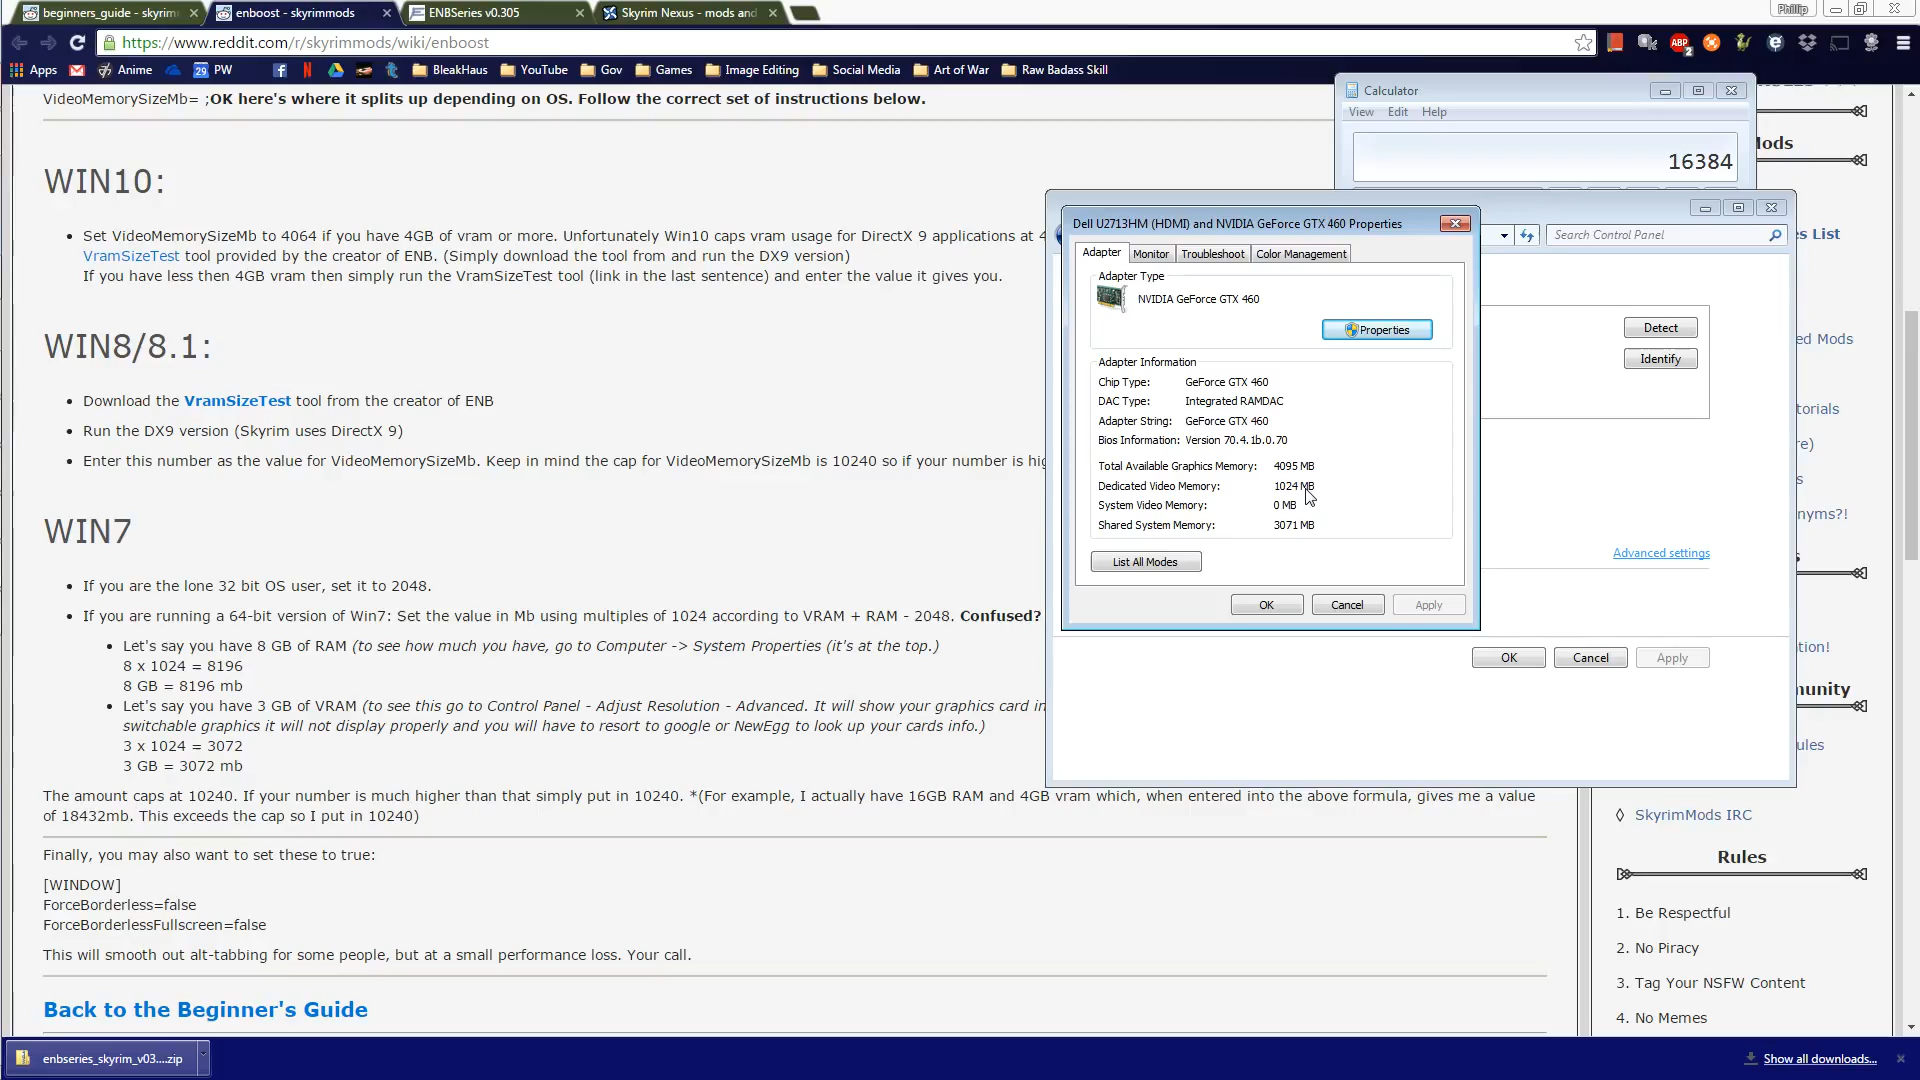 beginners_guide - skyrim
enboost - skyrimmods
ENBSeries v0.305
Skyrim Nexus - mods and
Phillip
https://www.reddit.com/r/skyrimmods/wiki/enboost
ABP
2
Apps
Anime
29 PW
BleakHaus
YouTube
Gov
Games
Image Editing
Social Media
Art of War
Raw Badass Skill
VideoMemorySizeMb= ;OK here's where it splits up depending on OS. Follow the correct set of instructions below.
WIN10:
• Set VideoMemorySizeMb to 4064 if you have 4GB of vram or more. Unfortunately Win10 caps vram usage for DirectX 9 applications at 4
VramSizeTest tool provided by the creator of ENB. (Simply download the tool from and run the DX9 version)
If you have less then 4GB vram then simply run the VramSizeTest tool (link in the last sentence) and enter the value it gives you.
WIN8/8.1:
• Download the VramSizeTest tool from the creator of ENB
• Run the DX9 version (Skyrim uses DirectX 9)
• Enter this number as the value for VideoMemorySizeMb. Keep in mind the cap for VideoMemorySizeMb is 10240 so if your number is hig
WIN7
• If you are the lone 32 bit OS user, set it to 2048.
• If you are running a 64-bit version of Win7: Set the value in Mb using multiples of 1024 according to VRAM + RAM - 2048. Confused?
• Let's say you have 8 GB of RAM (to see how much you have, go to Computer -> System Properties (it's at the top.)
8 x 1024 = 8196
8 GB = 8196 mb
• Let's say you have 3 GB of VRAM (to see this go to Control Panel - Adjust Resolution - Advanced. It will show your graphics card in
switchable graphics it will not display properly and you will have to resort to google or NewEgg to look up your cards info.)
3 x 1024 = 3072
3 GB = 3072 mb
The amount caps at 10240. If your number is much higher than that simply put in 10240. *(For example, I actually have 16GB RAM and 4GB vram which, when entered into the above formula, gives me a value
of 18432mb. This exceeds the cap so I put in 10240)
Finally, you may also want to set these to true:
[WINDOW]
ForceBorderless=false
ForceBorderlessFullscreen=false
This will smooth out alt-tabbing for some people, but at a small performance loss. Your call.
Back to the Beginner's Guide
Calculator
View Edit Help
16384
Search Control Panel
Detect
Identify
Advanced settings
OK Cancel Apply
Dell U2713HM (HDMI) and NVIDIA GeForce GTX 460 Properties
Adapter Monitor Troubleshoot Color Management
Adapter Type
NVIDIA GeForce GTX 460
Properties
Adapter Information
Chip Type: GeForce GTX 460
DAC Type: Integrated RAMDAC
Adapter String: GeForce GTX 460
Bios Information: Version 70.4.1b.0.70
Total Available Graphics Memory: 4095 MB
Dedicated Video Memory: 1024 MB
System Video Memory: 0 MB
Shared System Memory: 3071 MB
List All Modes
OK Cancel Apply
Mods
es List
ed Mods
torials
re)
s
nyms?!
s
tion!
munity
ules
◊ SkyrimMods IRC
Rules
1. Be Respectful
2. No Piracy
3. Tag Your NSFW Content
4. No Memes
enbseries_skyrim_v03....zip
Show all downloads...